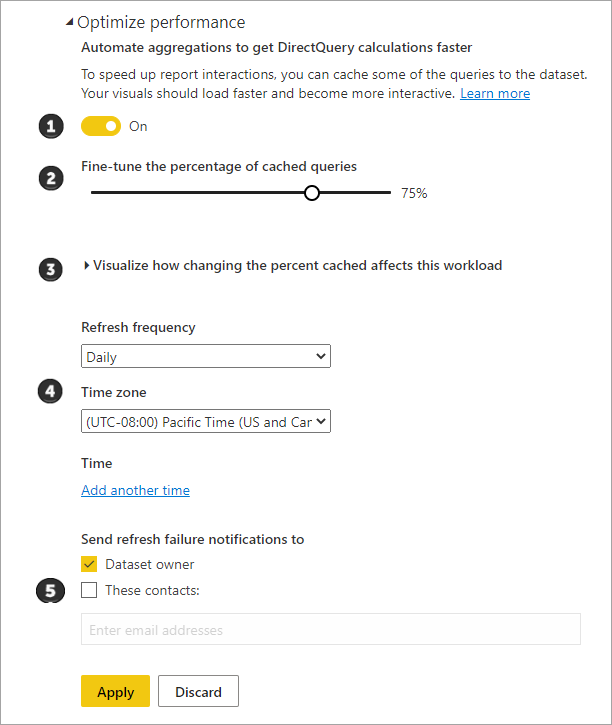 Optimize performance
Automate aggregations to get DirectQuery calculations faster
To speed up report interactions, you can cache some of the queries to the dataset.
Your visuals should load faster and become more interactive. Learn more
1 On
2 Fine-tune the percentage of cached queries
75%
3 Visualize how changing the percent cached affects this workload
Refresh frequency
Daily
4 Time zone
(UTC-08:00) Pacific Time (US and Car
Time
Add another time
Send refresh failure notifications to
Dataset owner
5 These contacts:
Enter email addresses
Apply Discard